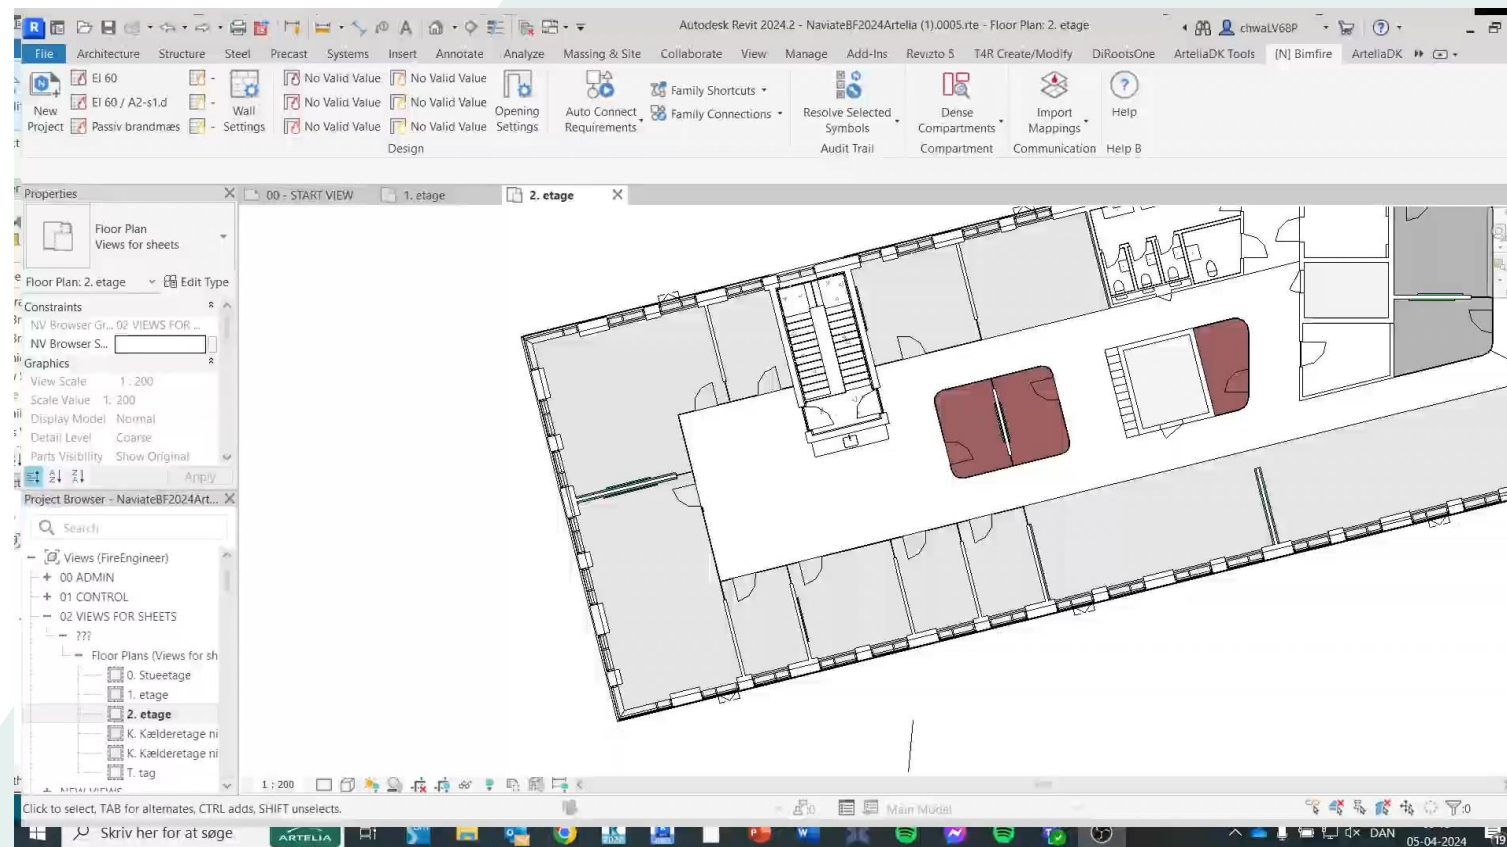 Autodesk Revit 2024.2 - NaviateBF2024Artelia (1).0005.rte - Floor Plan: 2. etage
chwaLV68P
File Architecture Structure Steel Precast Systems Insert Annotate Analyze Massing & Site Collaborate View Manage Add-Ins Revizto 5 T4R Create/Modify DiRootsOne ArteliaDK Tools [N] Bimfire ArteliaDK
EI 60
No Valid Value
No Valid Value
EI 60 / A2-s1,d
No Valid Value
No Valid Value
Passiv brandmæs
No Valid Value
No Valid Value
New
Project
Wall
Settings
Opening
Settings
Auto Connect
Requirements
Family Shortcuts
Family Connections
Resolve Selected
Symbols
Dense
Compartments
Import
Mappings
Help
Design
Audit Trail
Compartment
Communication
Help B
Properties
00 - START VIEW
1. etage
2. etage
Floor Plan
Views for sheets
Floor Plan: 2. etage
Edit Type
Constraints
NV Browser Gr... 02 VIEWS FOR ...
NV Browser S...
Graphics
View Scale 1 : 200
Scale Value 1: 200
Display Model Normal
Detail Level Coarse
Parts Visibility Show Original
Apply
Project Browser - NaviateBF2024Art...
Search
Views (FireEngineer)
00 ADMIN
01 CONTROL
02 VIEWS FOR SHEETS
???
Floor Plans (Views for sh
0. Stueetage
1. etage
2. etage
K. Kælderetage ni
K. Kælderetage ni
T. tag
NEW VIEWS
1 : 200
Click to select, TAB for alternates, CTRL adds, SHIFT unselects.
:0
Main Model
:0
Skriv her for at søge
ARTELIA
DAN
05-04-2024
19